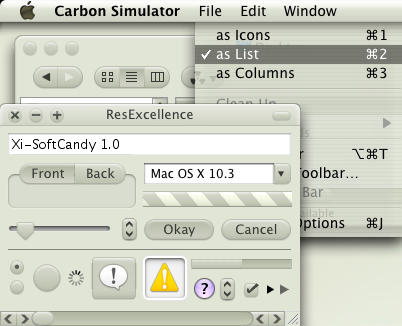 Carbon Simulator File Edit Window
as Icons ⌘1
✓ as List ⌘2
as Columns ⌘3
Clean Up
ResExcellence
Xi-SoftCandy 1.0
⌥⌘T
Toolbar...
Front Back
Mac OS X 10.3
Bar
Okay Cancel
Options ⌘J